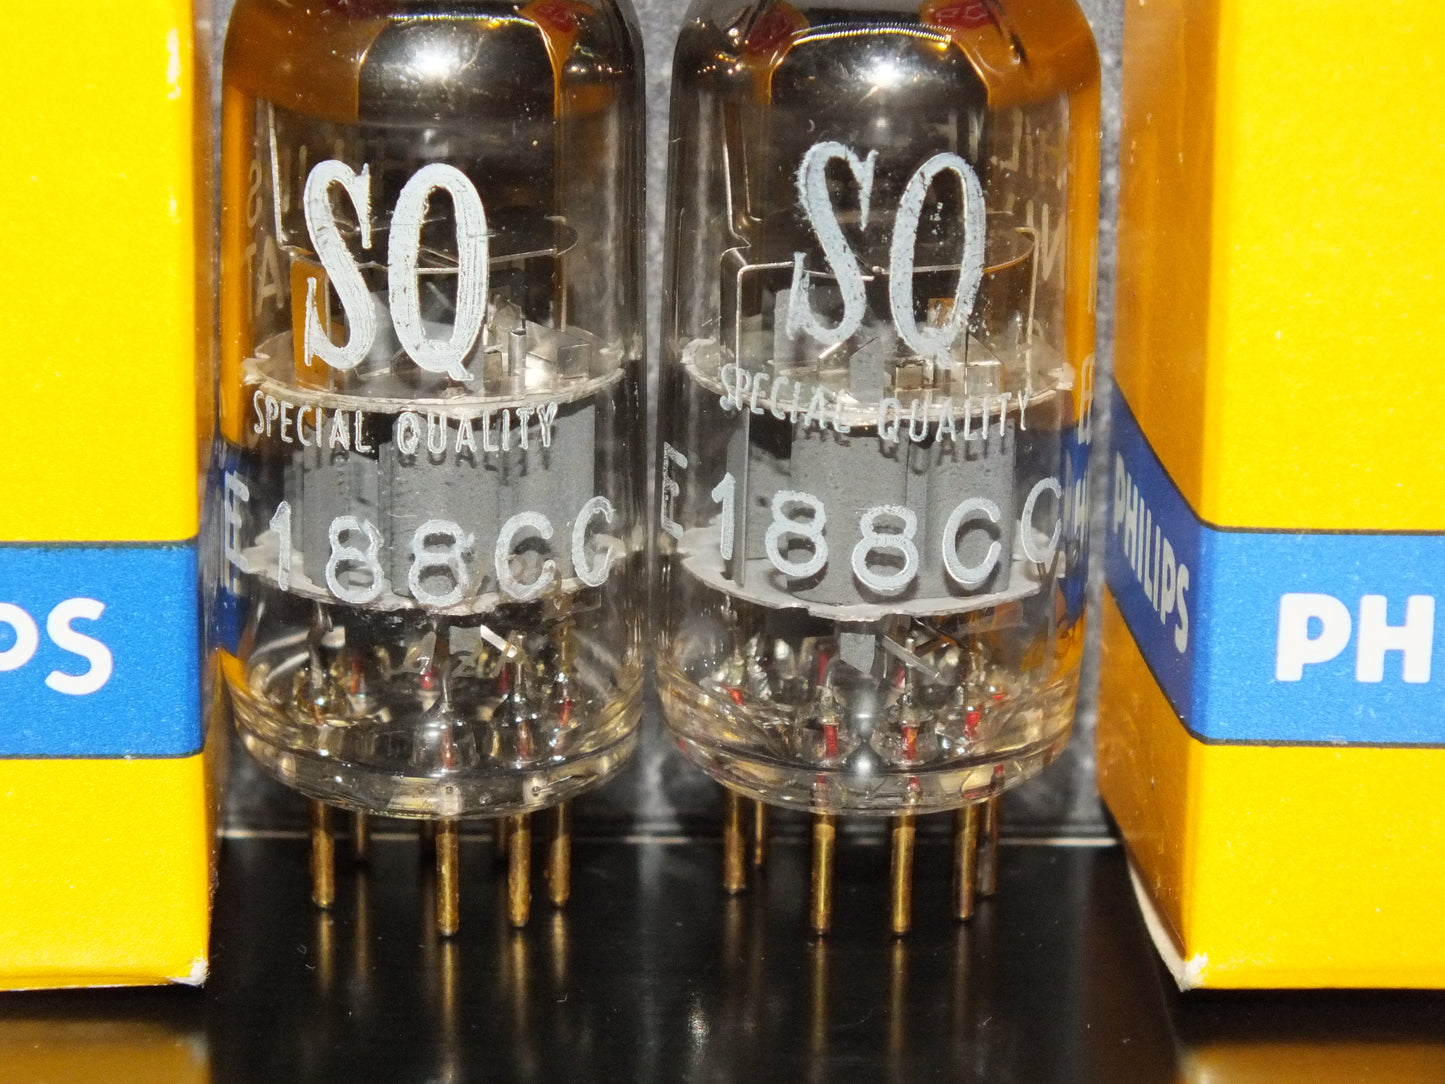 SQ
SPECIAL QUALITY
E188CC
SQ
SPECIAL QUALITY
E188CC
PS
PHILIPS
PH